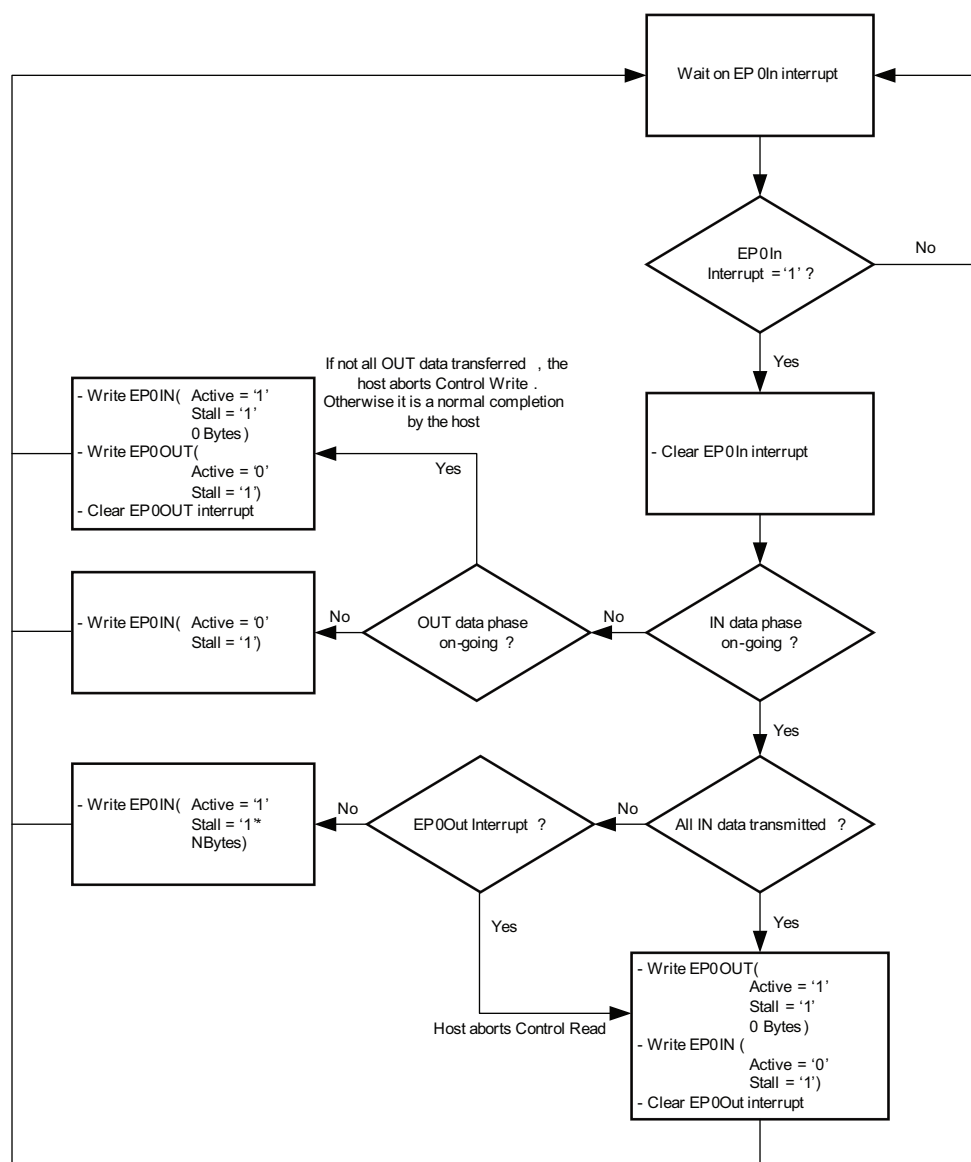 Wait on EP0In interrupt
EP0In
Interrupt = '1' ?
No
Yes
If not all OUT data transferred , the
host aborts Control Write .
Otherwise it is a normal completion
by the host
- Write EP0IN( Active = '1'
Stall = '1'
0 Bytes)
- Write EP0OUT(
Active = '0'
Stall = '1')
- Clear EP0OUT interrupt
Yes
- Clear EP0In interrupt
- Write EP0IN( Active = '0'
Stall = '1')
No
OUT data phase
on-going ?
No
IN data phase
on-going ?
Yes
- Write EP0IN( Active = '1'
Stall = '1'*
NBytes)
No
EP0Out Interrupt ?
No
All IN data transmitted ?
Yes
Yes
Host aborts Control Read
- Write EP0OUT(
Active = '1'
Stall = '1'
0 Bytes)
- Write EP0IN (
Active = '0'
Stall = '1')
- Clear EP0Out interrupt